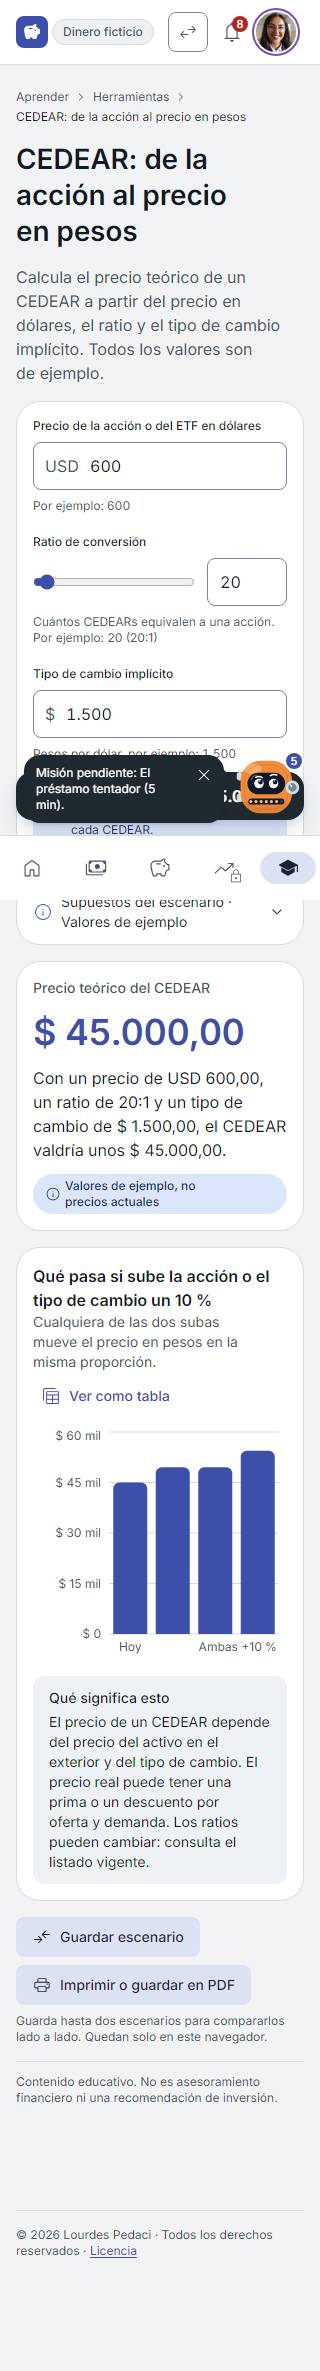 Dinero ficticio
8
Aprender > Herramientas >
CEDEAR: de la acción al precio en pesos
CEDEAR: de la
acción al precio
en pesos
Calcula el precio teórico de un
CEDEAR a partir del precio en
dólares, el ratio y el tipo de cambio
implícito. Todos los valores son
de ejemplo.
Precio de la acción o del ETF en dólares
USD 600
Por ejemplo: 600
Ratio de conversión
20
Cuántos CEDEARs equivalen a una acción.
Por ejemplo: 20 (20:1)
Tipo de cambio implícito
$ 1.500
Pesos por dólar, por ejemplo: 1.500
Misión pendiente: El
préstamo tentador (5
min).
5
cada CEDEAR.
Supuestos del escenario ·
Valores de ejemplo
Precio teórico del CEDEAR
$ 45.000,00
Con un precio de USD 600,00,
un ratio de 20:1 y un tipo de
cambio de $ 1.500,00, el CEDEAR
valdría unos $ 45.000,00.
Valores de ejemplo, no
precios actuales
Qué pasa si sube la acción o el
tipo de cambio un 10 %
Cualquiera de las dos subas
mueve el precio en pesos en la
misma proporción.
Ver como tabla
$ 60 mil
$ 45 mil
$ 30 mil
$ 15 mil
$ 0
Hoy
Ambas +10 %
Qué significa esto
El precio de un CEDEAR depende
del precio del activo en el
exterior y del tipo de cambio. El
precio real puede tener una
prima o un descuento por
oferta y demanda. Los ratios
pueden cambiar: consulta el
listado vigente.
Guardar escenario
Imprimir o guardar en PDF
Guarda hasta dos escenarios para compararlos
lado a lado. Quedan solo en este navegador.
Contenido educativo. No es asesoramiento
financiero ni una recomendación de inversión.
© 2026 Lourdes Pedaci · Todos los derechos
reservados · Licencia